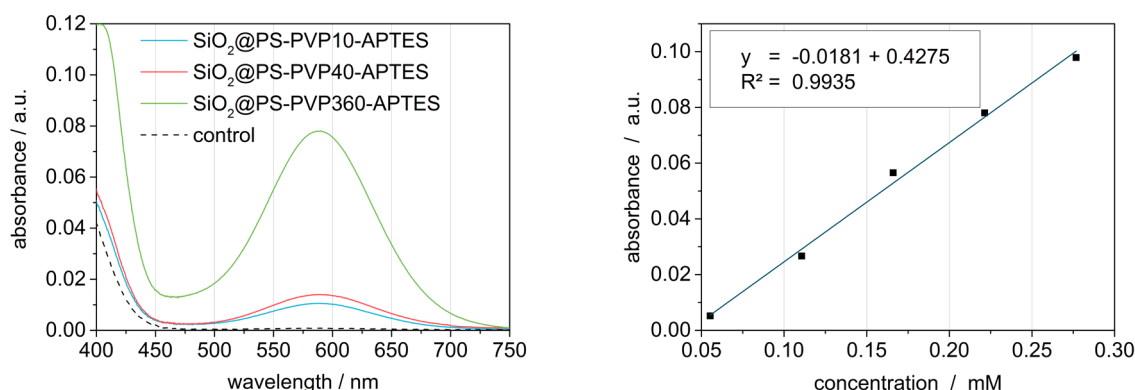 0.12
0.10
0.08
0.06
0.04
0.02
0.00
absorbance / a.u.
SiO₂@PS-PVP10-APTES
SiO₂@PS-PVP40-APTES
SiO₂@PS-PVP360-APTES
control
400 450 500 550 600 650 700 750
wavelength / nm
0.10
0.08
0.06
0.04
0.02
0.00
absorbance / a.u.
y = -0.0181 + 0.4275
R² = 0.9935
0.05 0.10 0.15 0.20 0.25 0.30
concentration / mM